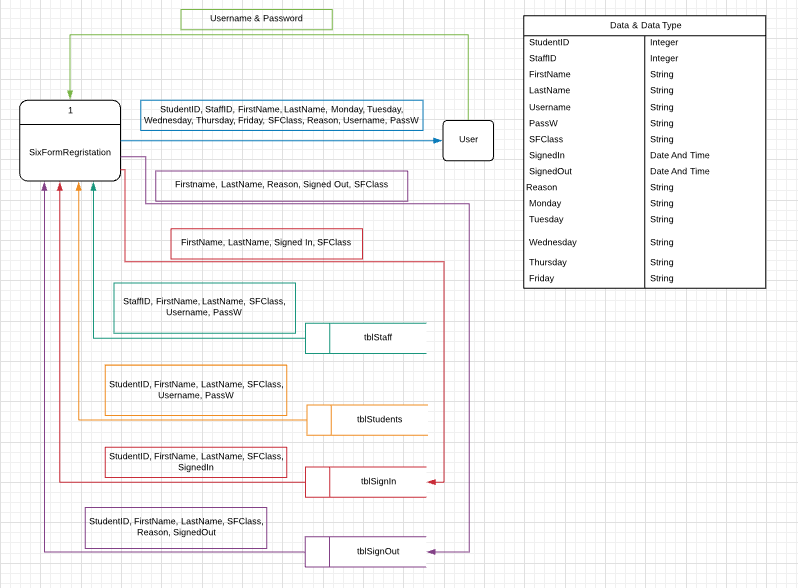 Username & Password
1
SixFormRegristation
StudentID, StaffID, FirstName, LastName, Monday, Tuesday,
Wednesday, Thursday, Friday, SFClass, Reason, Username, PassW
User
Firstname, LastName, Reason, Signed Out, SFClass
FirstName, LastName, Signed In, SFClass
StaffID, FirstName, LastName, SFClass,
Username, PassW
tblStaff
StudentID, FirstName, LastName, SFClass,
Username, PassW
tblStudents
StudentID, FirstName, LastName, SFClass,
SignedIn
tblSignIn
StudentID, FirstName, LastName, SFClass,
Reason, SignedOut
tblSignOut
Data & Data Type
StudentID Integer
StaffID Integer
FirstName String
LastName String
Username String
PassW String
SFClass String
SignedIn Date And Time
SignedOut Date And Time
Reason String
Monday String
Tuesday String
Wednesday String
Thursday String
Friday String